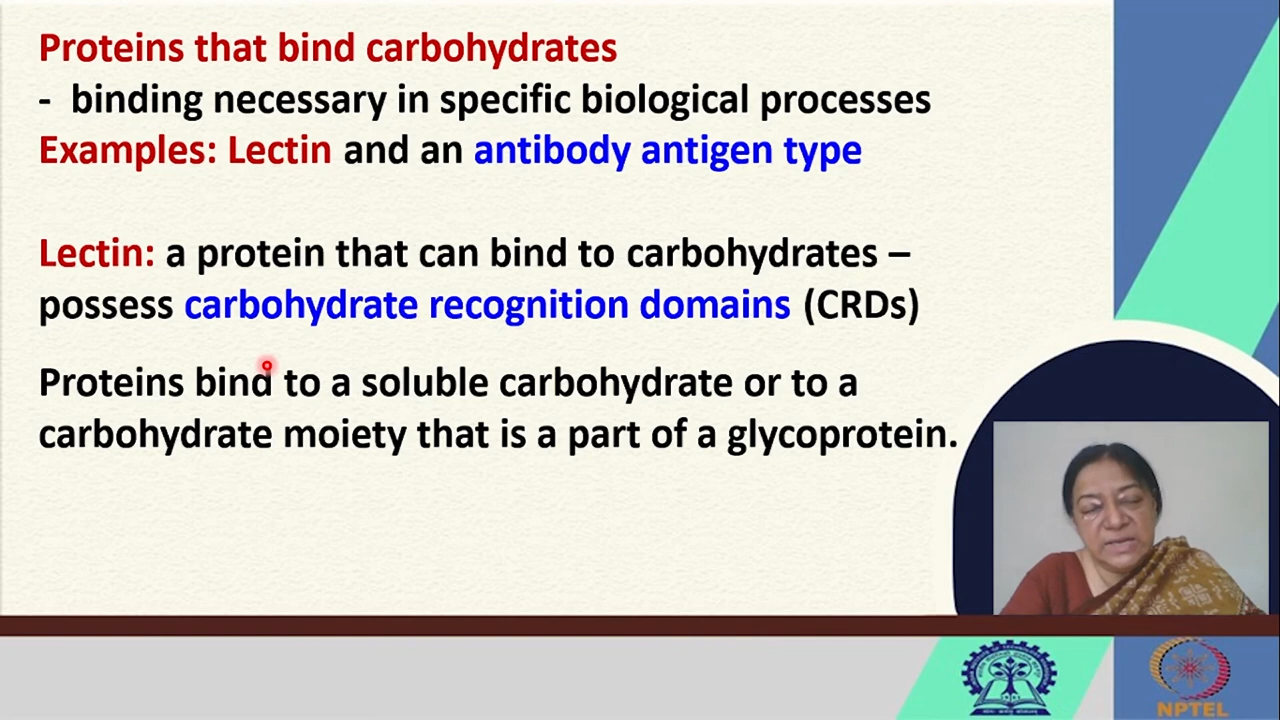 Proteins that bind carbohydrates
- binding necessary in specific biological processes
Examples: Lectin and an antibody antigen type
Lectin: a protein that can bind to carbohydrates –
possess carbohydrate recognition domains (CRDs)
Proteins bind to a soluble carbohydrate or to a
carbohydrate moiety that is a part of a glycoprotein.
NPTEL